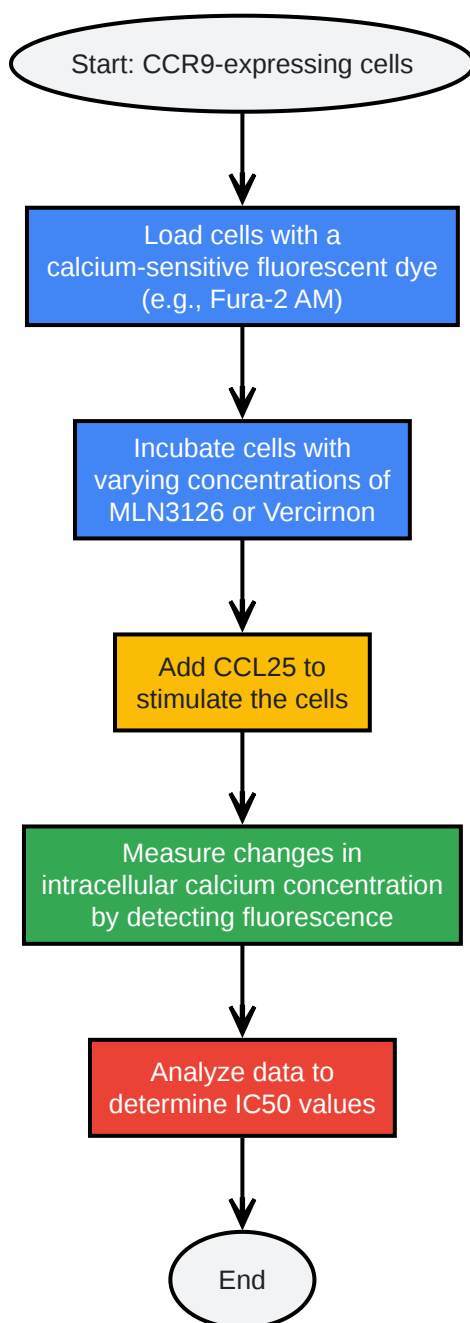 Start: CCR9-expressing cells
Load cells with a
calcium-sensitive fluorescent dye
(e.g., Fura-2 AM)
Incubate cells with
varying concentrations of
MLN3126 or Vercirnon
Add CCL25 to
stimulate the cells
Measure changes in
intracellular calcium concentration
by detecting fluorescence
Analyze data to
determine IC50 values
End